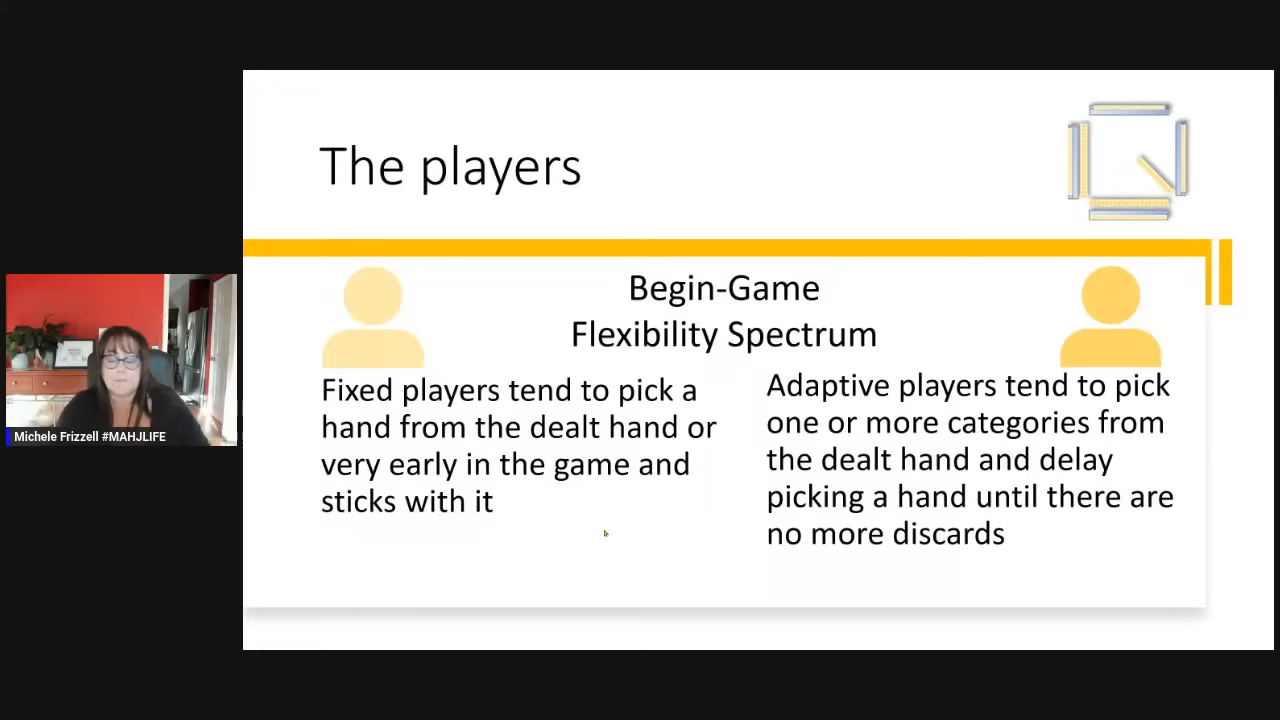 The players
Begin-Game
Flexibility Spectrum
Fixed players tend to pick a
hand from the dealt hand or
very early in the game and
sticks with it
Adaptive players tend to pick
one or more categories from
the dealt hand and delay
picking a hand until there are
no more discards
Michele Frizzell #MAHJLIFE